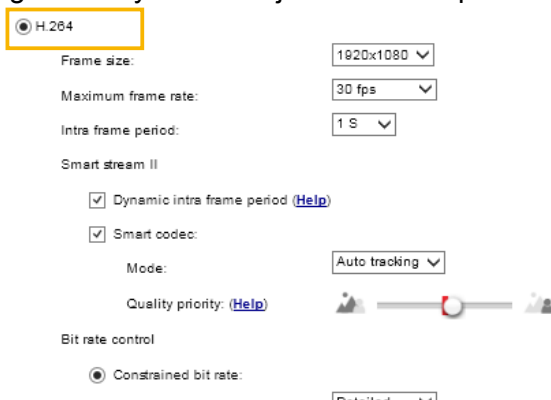 H.264
Frame size: 1920x1080
Maximum frame rate: 30 fps
Intra frame period: 1 S
Smart stream II
Dynamic intra frame period (Help)
Smart codec:
Mode: Auto tracking
Quality priority: (Help)
Bit rate control
Constrained bit rate:
Detailed